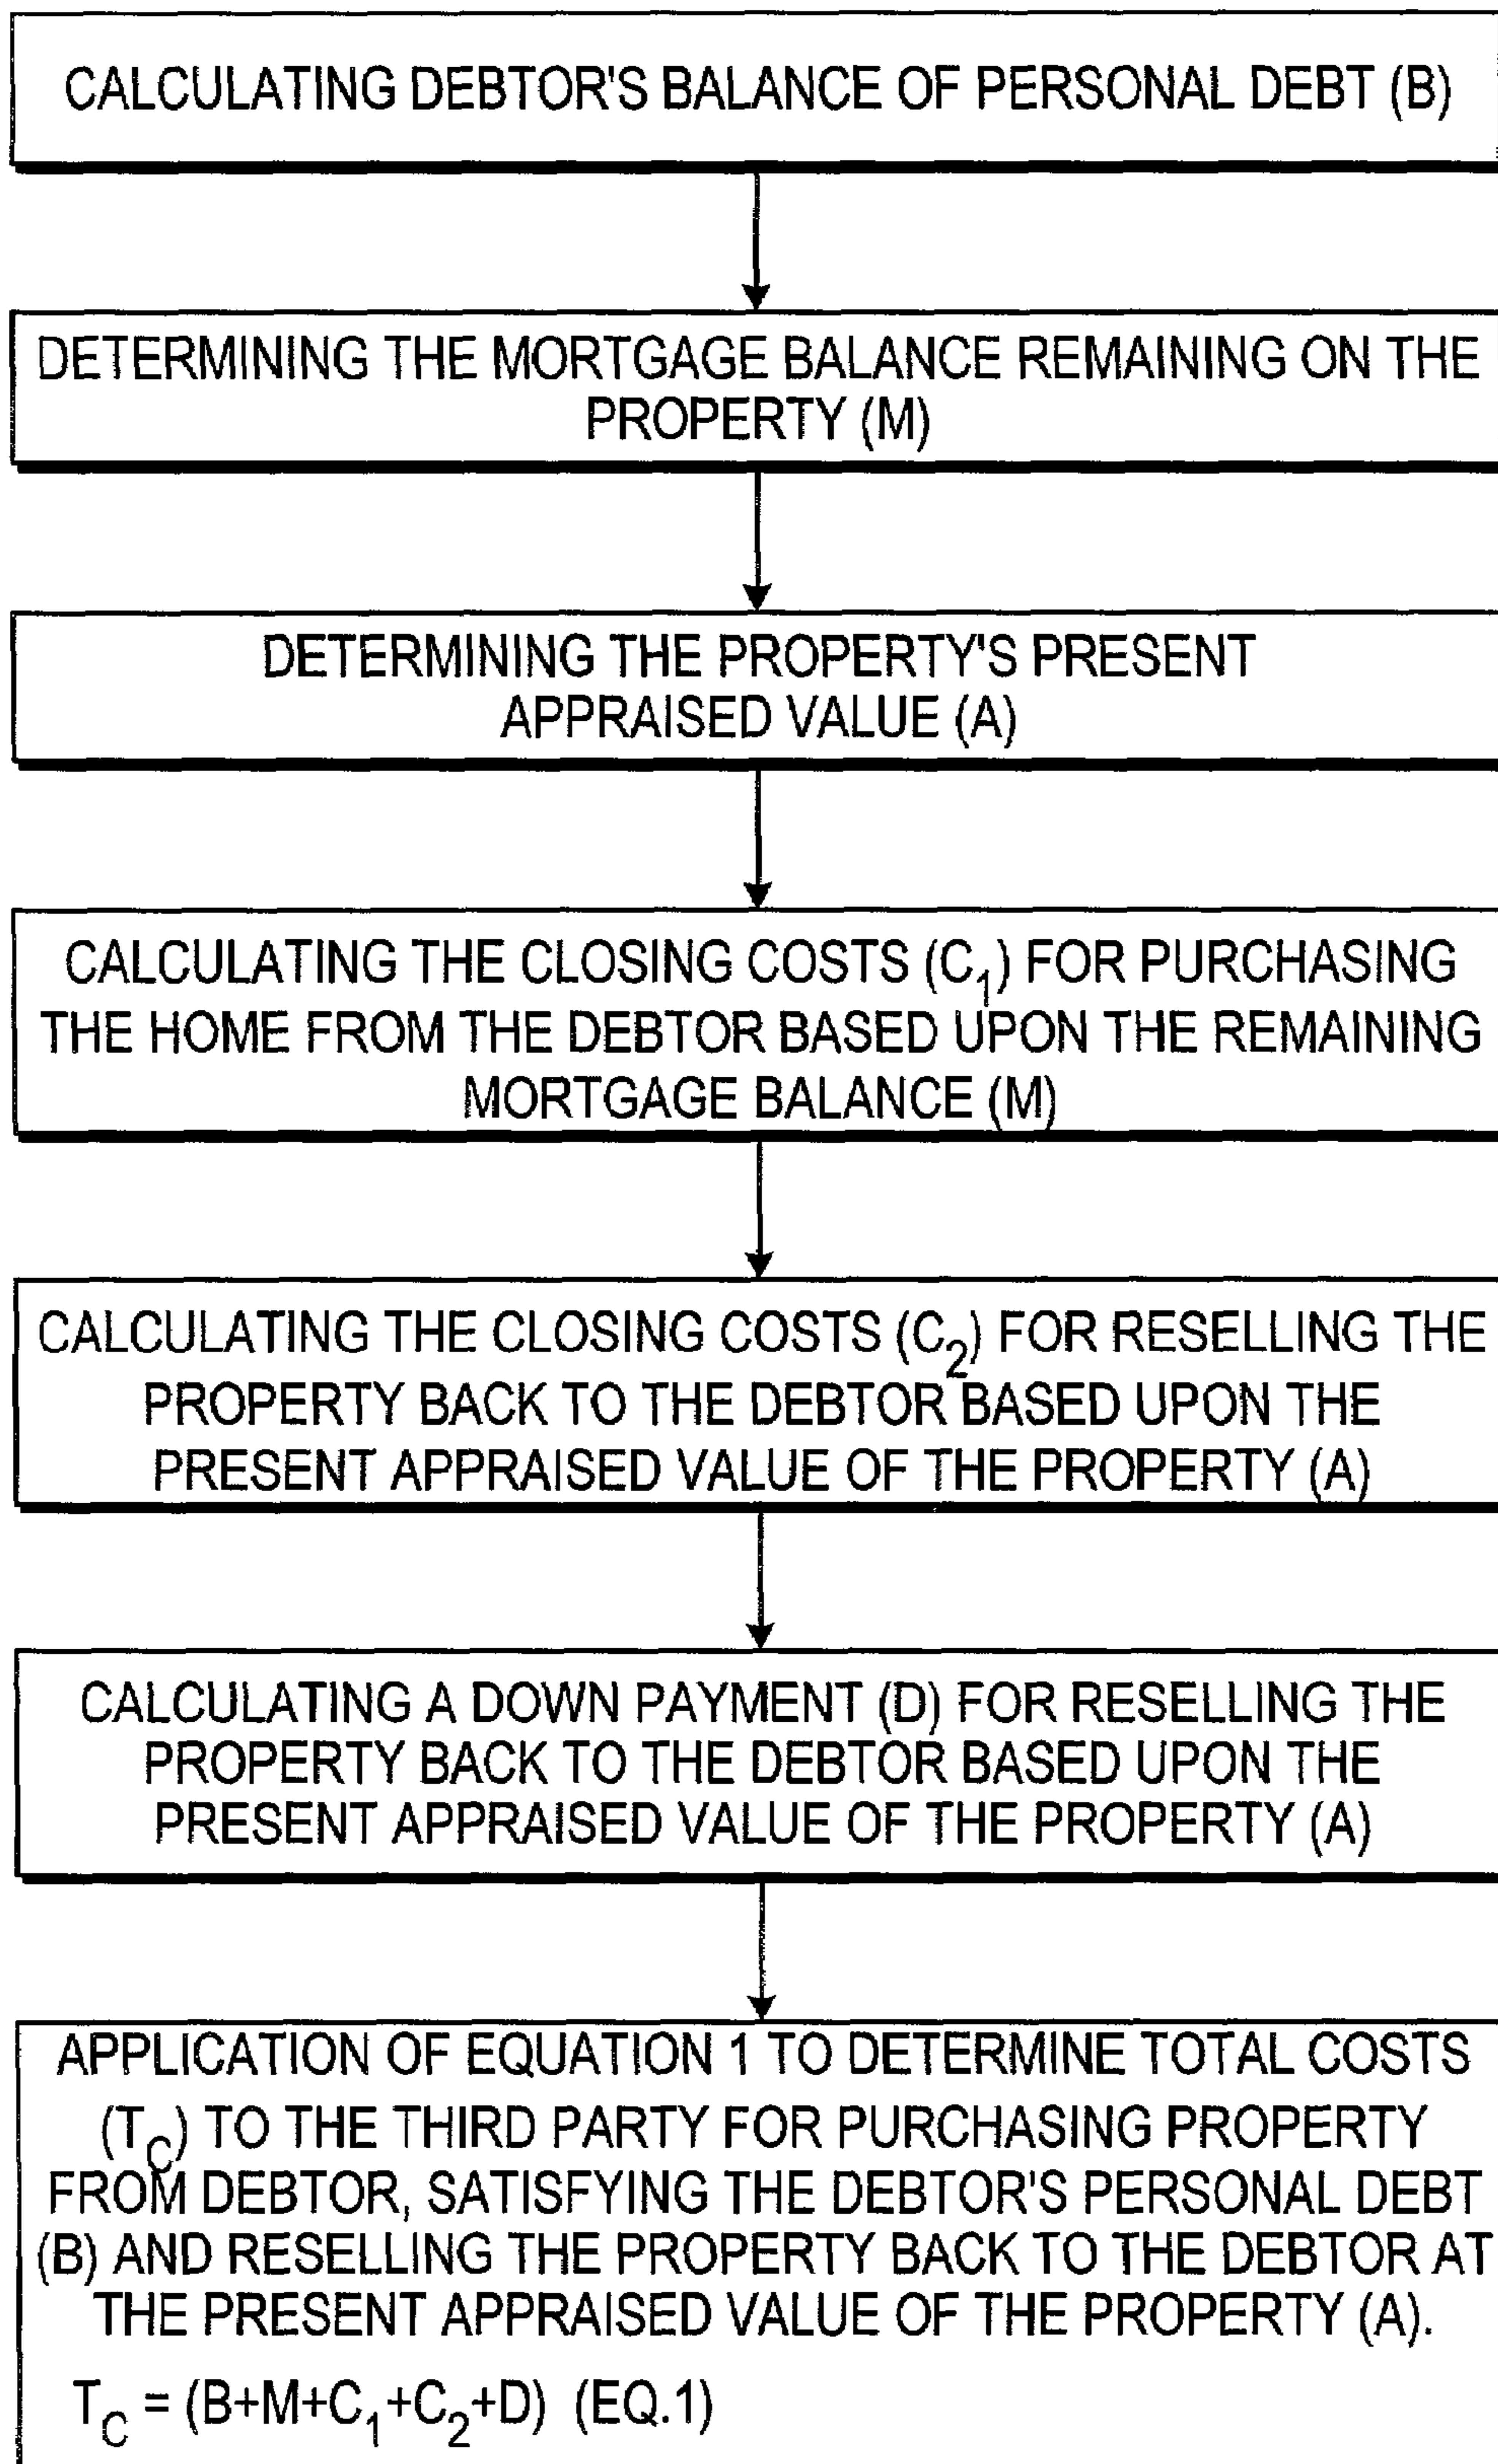 CALCULATING DEBTOR'S BALANCE OF PERSONAL DEBT (B)
DETERMINING THE MORTGAGE BALANCE REMAINING ON THE
PROPERTY (M)
DETERMINING THE PROPERTY'S PRESENT
APPRAISED VALUE (A)
CALCULATING THE CLOSING COSTS (C₁) FOR PURCHASING
THE HOME FROM THE DEBTOR BASED UPON THE REMAINING
MORTGAGE BALANCE (M)
CALCULATING THE CLOSING COSTS (C₂) FOR RESELLING THE
PROPERTY BACK TO THE DEBTOR BASED UPON THE
PRESENT APPRAISED VALUE OF THE PROPERTY (A)
CALCULATING A DOWN PAYMENT (D) FOR RESELLING THE
PROPERTY BACK TO THE DEBTOR BASED UPON THE
PRESENT APPRAISED VALUE OF THE PROPERTY (A)
APPLICATION OF EQUATION 1 TO DETERMINE TOTAL COSTS
(T_C) TO THE THIRD PARTY FOR PURCHASING PROPERTY
FROM DEBTOR, SATISFYING THE DEBTOR'S PERSONAL DEBT
(B) AND RESELLING THE PROPERTY BACK TO THE DEBTOR AT
THE PRESENT APPRAISED VALUE OF THE PROPERTY (A).
T_C = (B+M+C₁+C₂+D) (EQ.1)